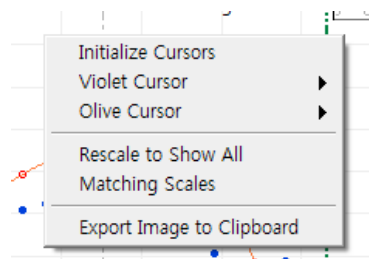 Initialize Cursors
Violet Cursor
Olive Cursor
Rescale to Show All
Matching Scales
Export Image to Clipboard